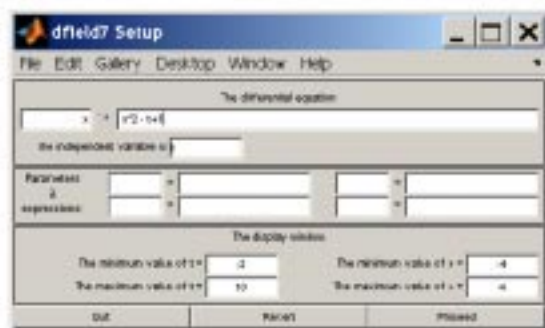 dfield7 Setup
File Edit Gallery Desktop Window Help
The differential equation
x ' =
the independent variable is
Parameters
&
expressions:
= =
= =
The display window
The minimum value of t = -2 The minimum value of x = -4
The maximum value of t = 10 The maximum value of x = 4
Quit Revert Proceed